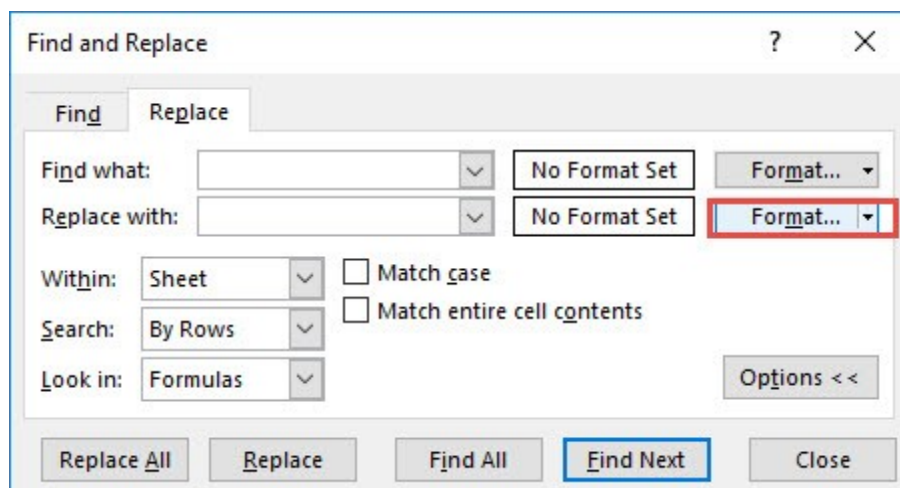 Find and Replace ?
Find Replace
Find what: No Format Set Format...
Replace with: No Format Set Format...
Within: Sheet Match case
Match entire cell contents
Search: By Rows
Look in: Formulas Options <<
Replace All Replace Find All Find Next Close